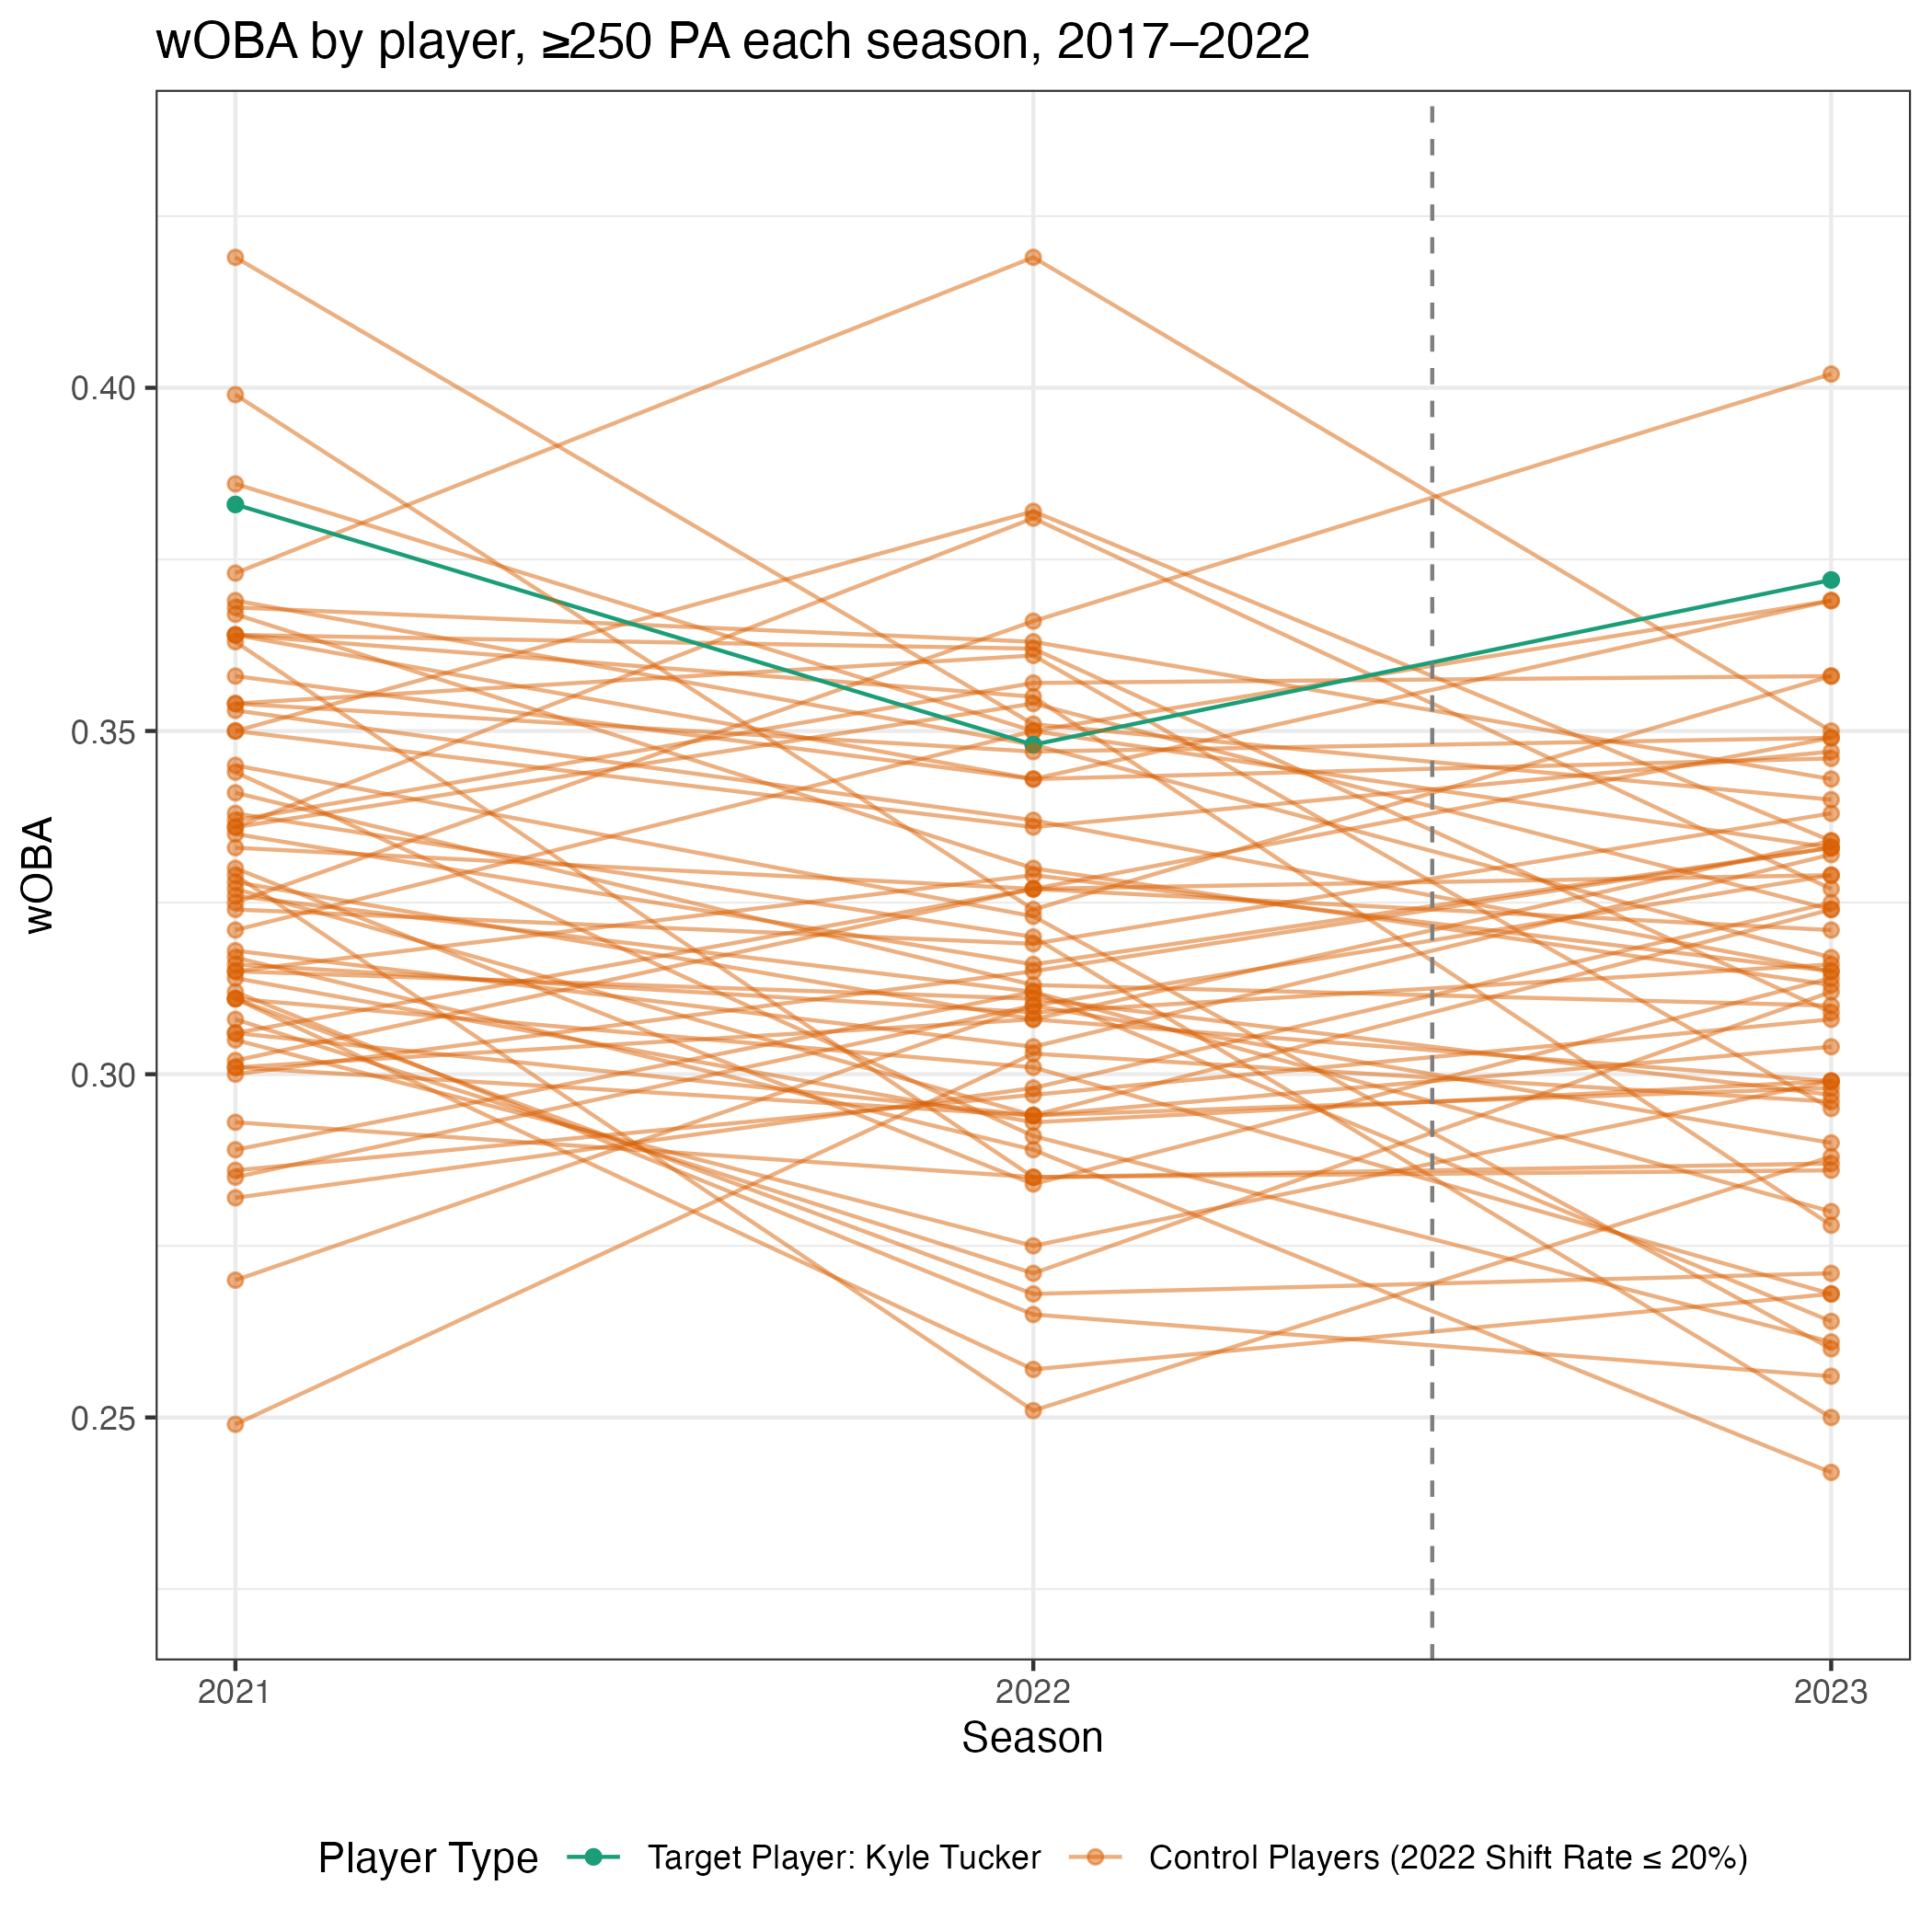 wOBA by player, ≥250 PA each season, 2017–2022
0.40
0.35
0.30
0.25
wOBA
2021 2022 2023
Season
Player Type Target Player: Kyle Tucker Control Players (2022 Shift Rate ≤ 20%)